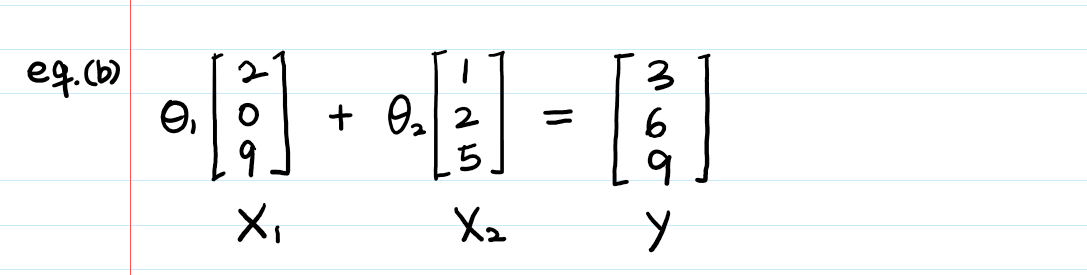 eq.(b) θ₁ [2 0 9] + θ₂ [1 2 5] = [3 6 9]
X₁ X₂ y